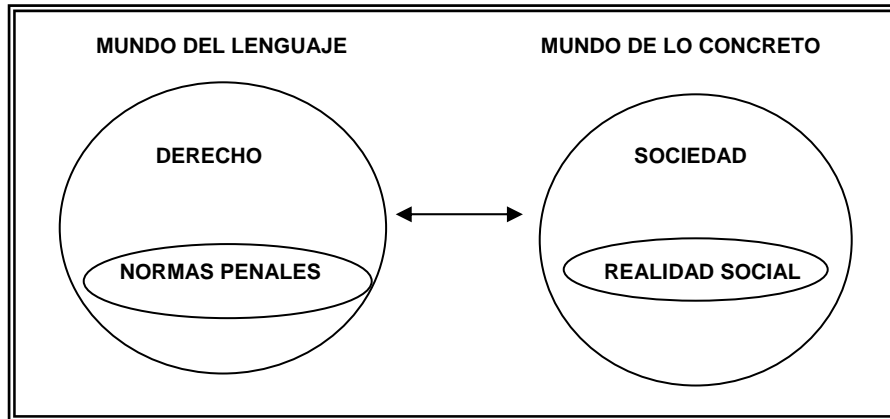 MUNDO DEL LENGUAJE
MUNDO DE LO CONCRETO
DERECHO
SOCIEDAD
NORMAS PENALES
REALIDAD SOCIAL